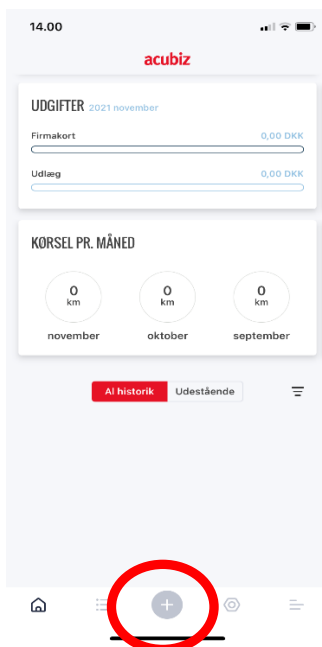 14.00
acubiz
UDGIFTER 2021 november
Firmakort 0,00 DKK
Udlæg 0,00 DKK
KØRSEL PR. MÅNED
0 0 0
km km km
november oktober september
Al historik Udestående